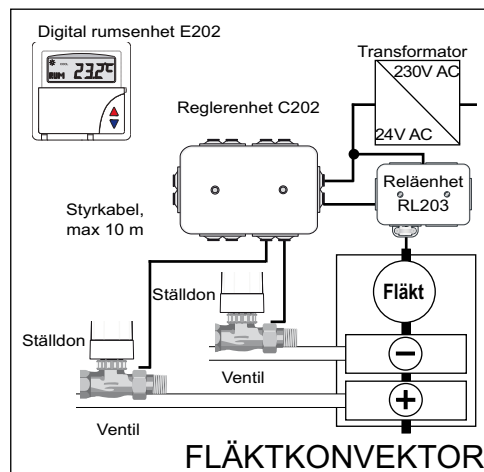 Digital rumsenhet E202
RUM 23.2°C
Transformator
230V AC
24V AC
Reglerenhet C202
Reläenhet
RL203
Styrkabel,
max 10 m
Ställdon
Fläkt
Ställdon
−
Ventil
+
Ventil
FLÄKTKONVEKTOR